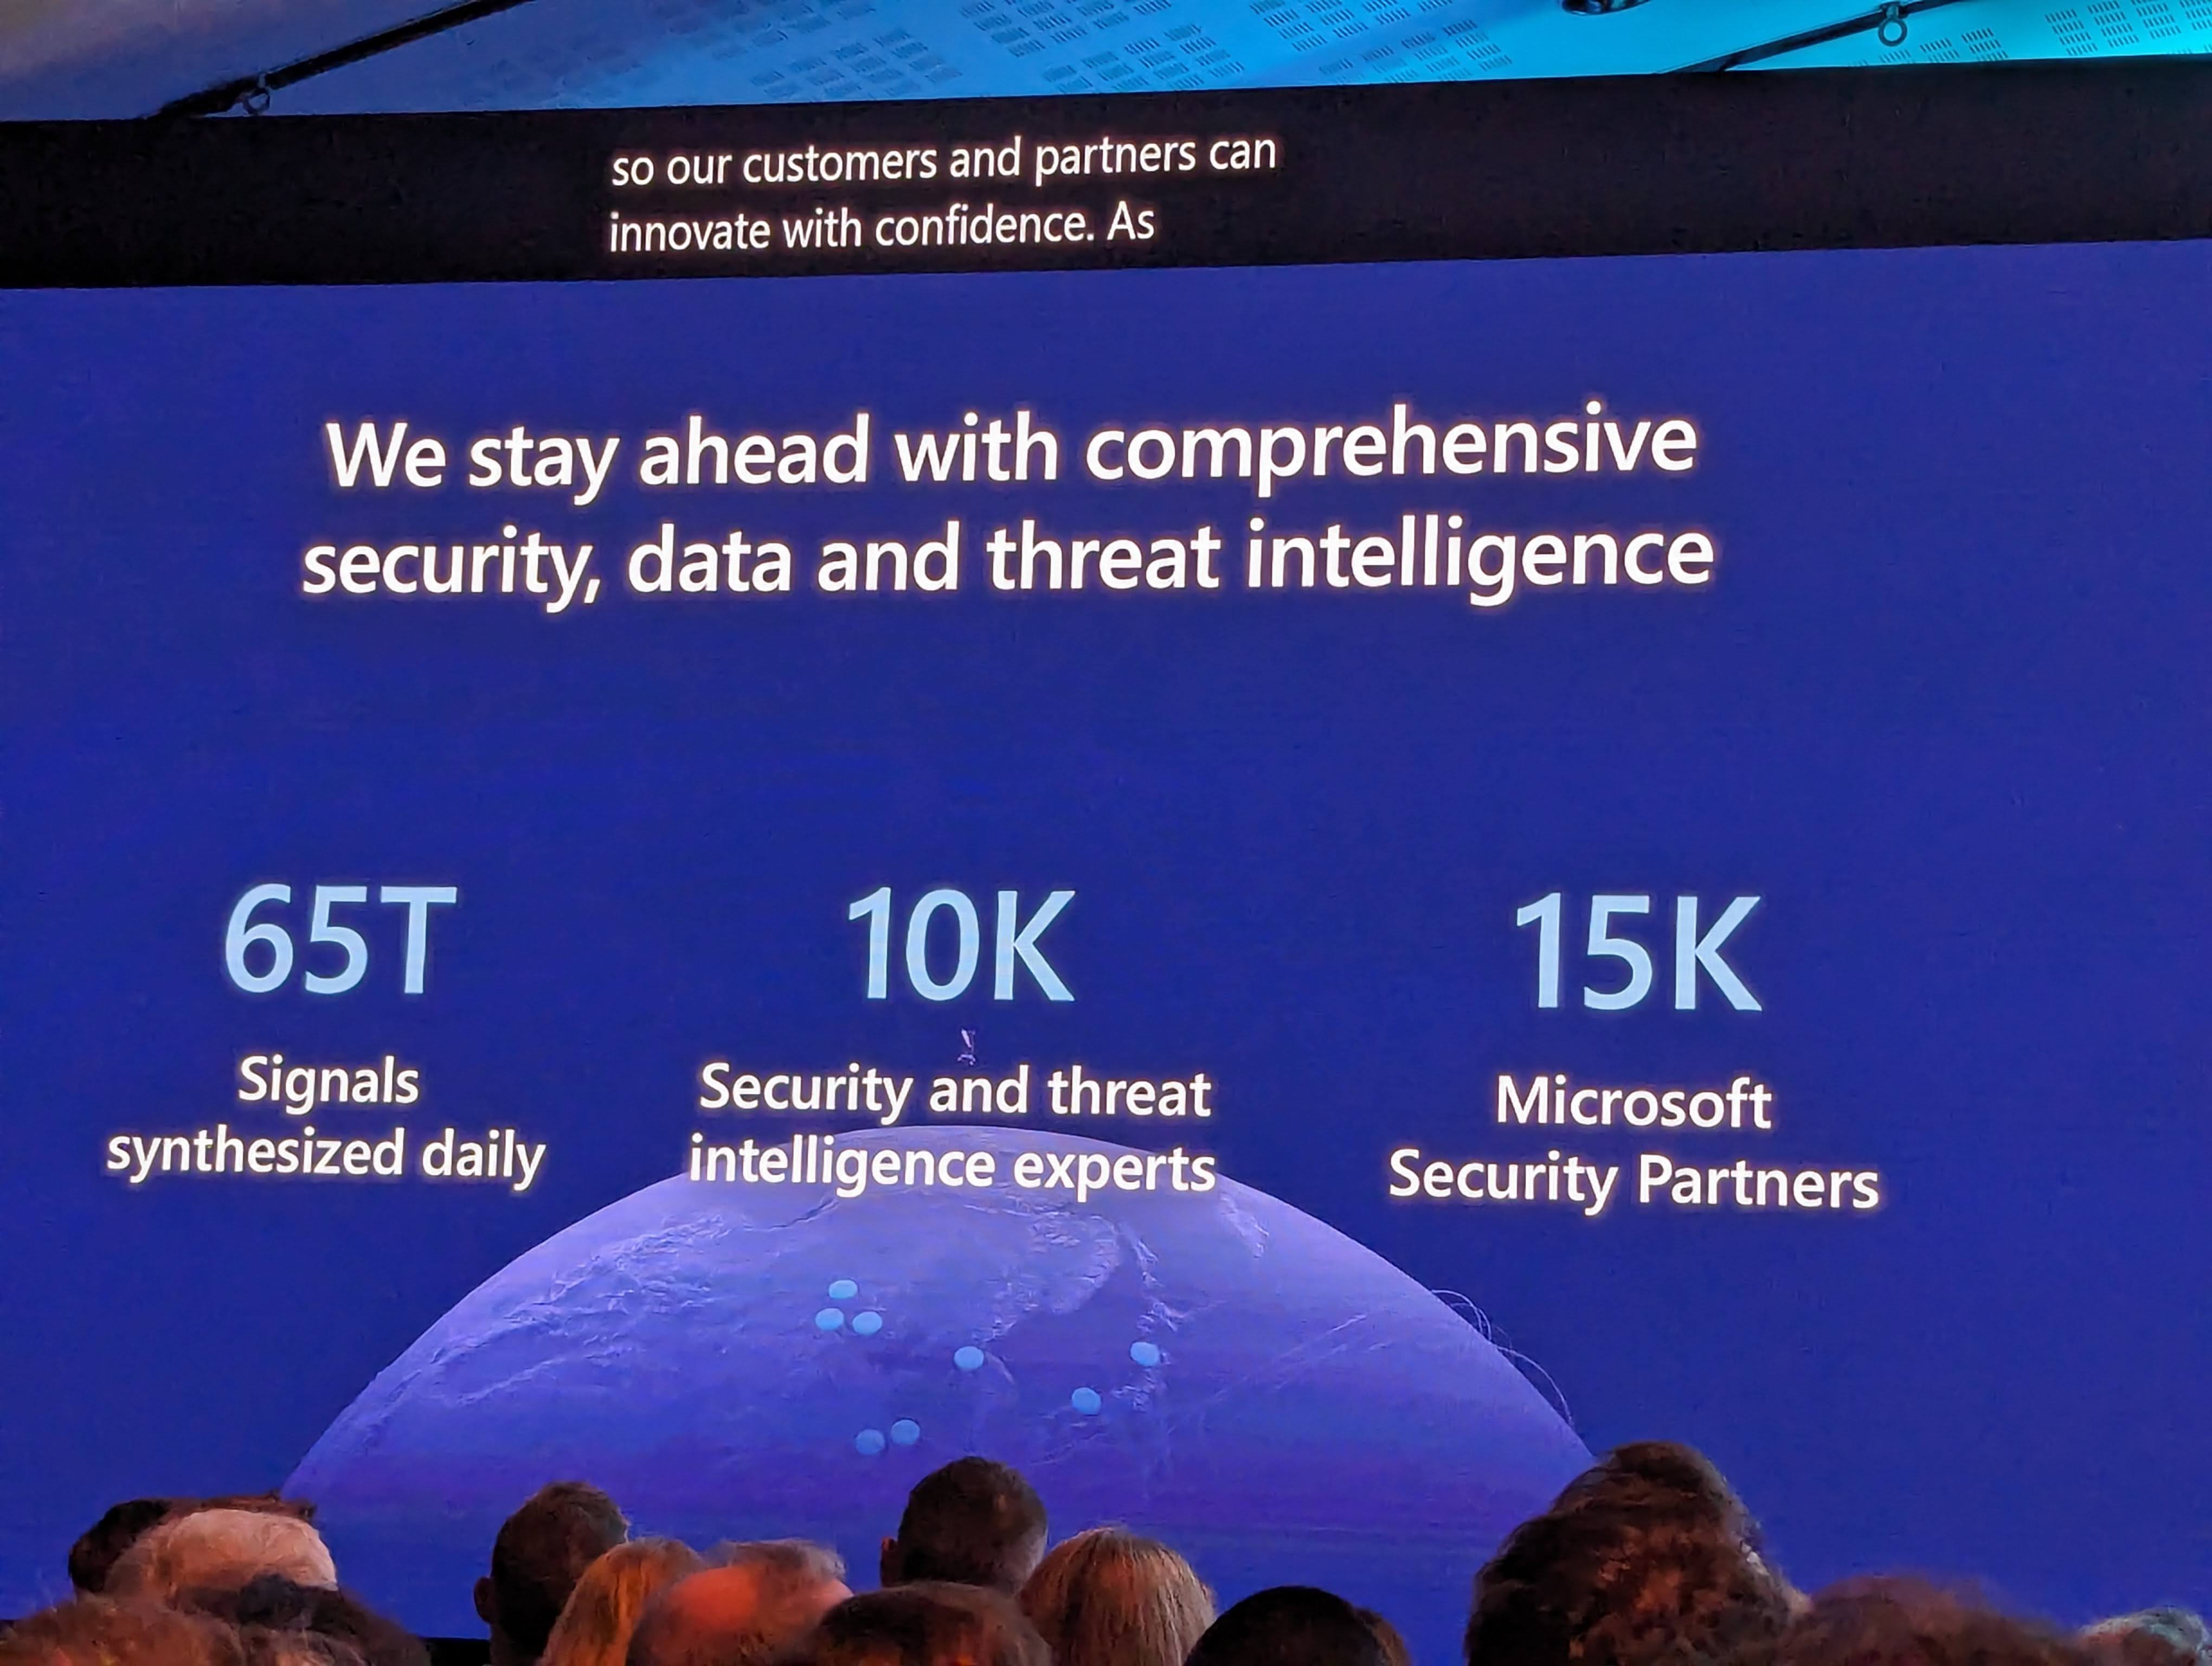 so our customers and partners can
innovate with confidence. As
We stay ahead with comprehensive
security, data and threat intelligence
65T
Signals
synthesized daily
10K
Security and threat
intelligence experts
15K
Microsoft
Security Partners